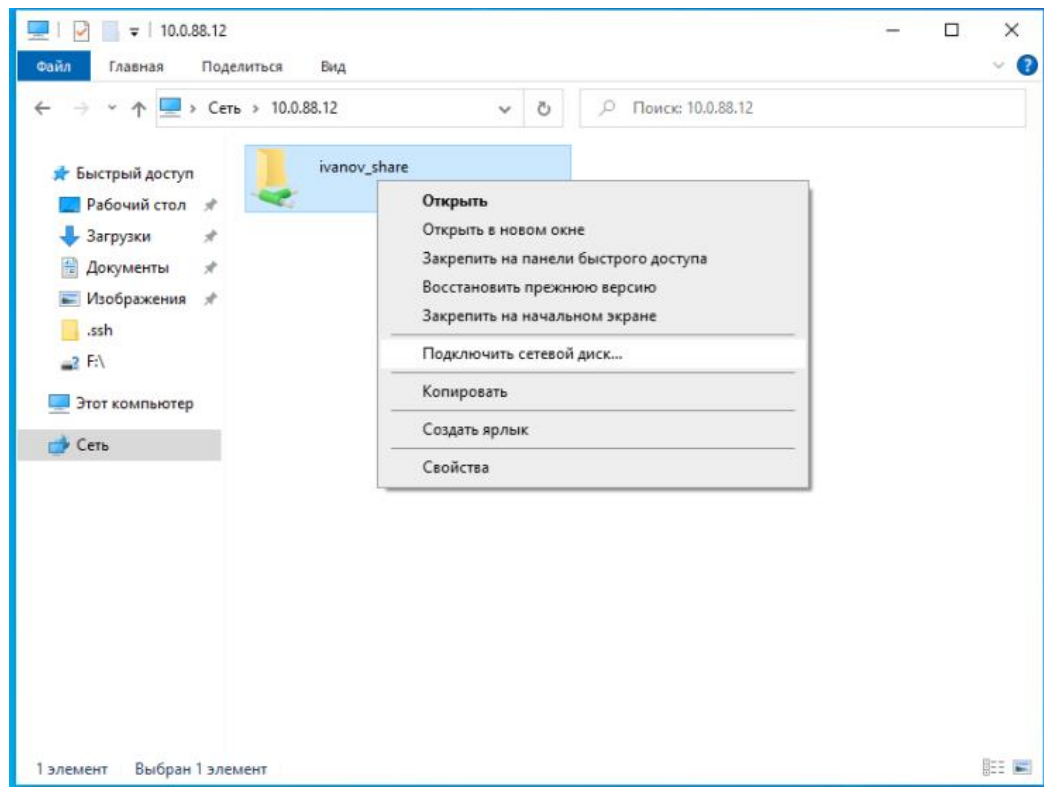 10.0.88.12
Файл Главная Поделиться Вид
Сеть > 10.0.88.12
Поиск: 10.0.88.12
Быстрый доступ
Рабочий стол
Загрузки
Документы
Изображения
.ssh
F:\
Этот компьютер
Сеть
ivanov_share
Открыть
Открыть в новом окне
Закрепить на панели быстрого доступа
Восстановить прежнюю версию
Закрепить на начальном экране
Подключить сетевой диск...
Копировать
Создать ярлык
Свойства
1 элемент Выбран 1 элемент